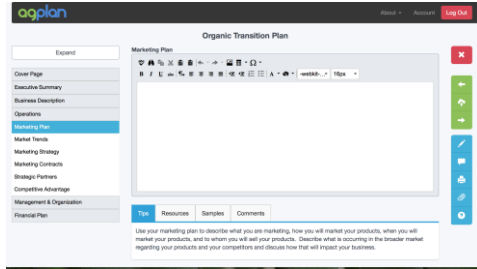 agplan
About
Account
Log Out
Organic Transition Plan
Expand
Cover Page
Executive Summary
Business Description
Operations
Marketing Plan
Market Trends
Marketing Strategy
Marketing Contracts
Strategic Partners
Competitive Advantage
Management & Organization
Financial Plan
Marketing Plan
B I U abc
A
-webkit-...
16px
Tips
Resources
Samples
Comments
Use your marketing plan to describe what you are marketing, how you will market your products, when you will
market your products, and to whom you will sell your products. Describe what is occurring in the broader market
regarding your products and your competitors and discuss how that will impact your business.